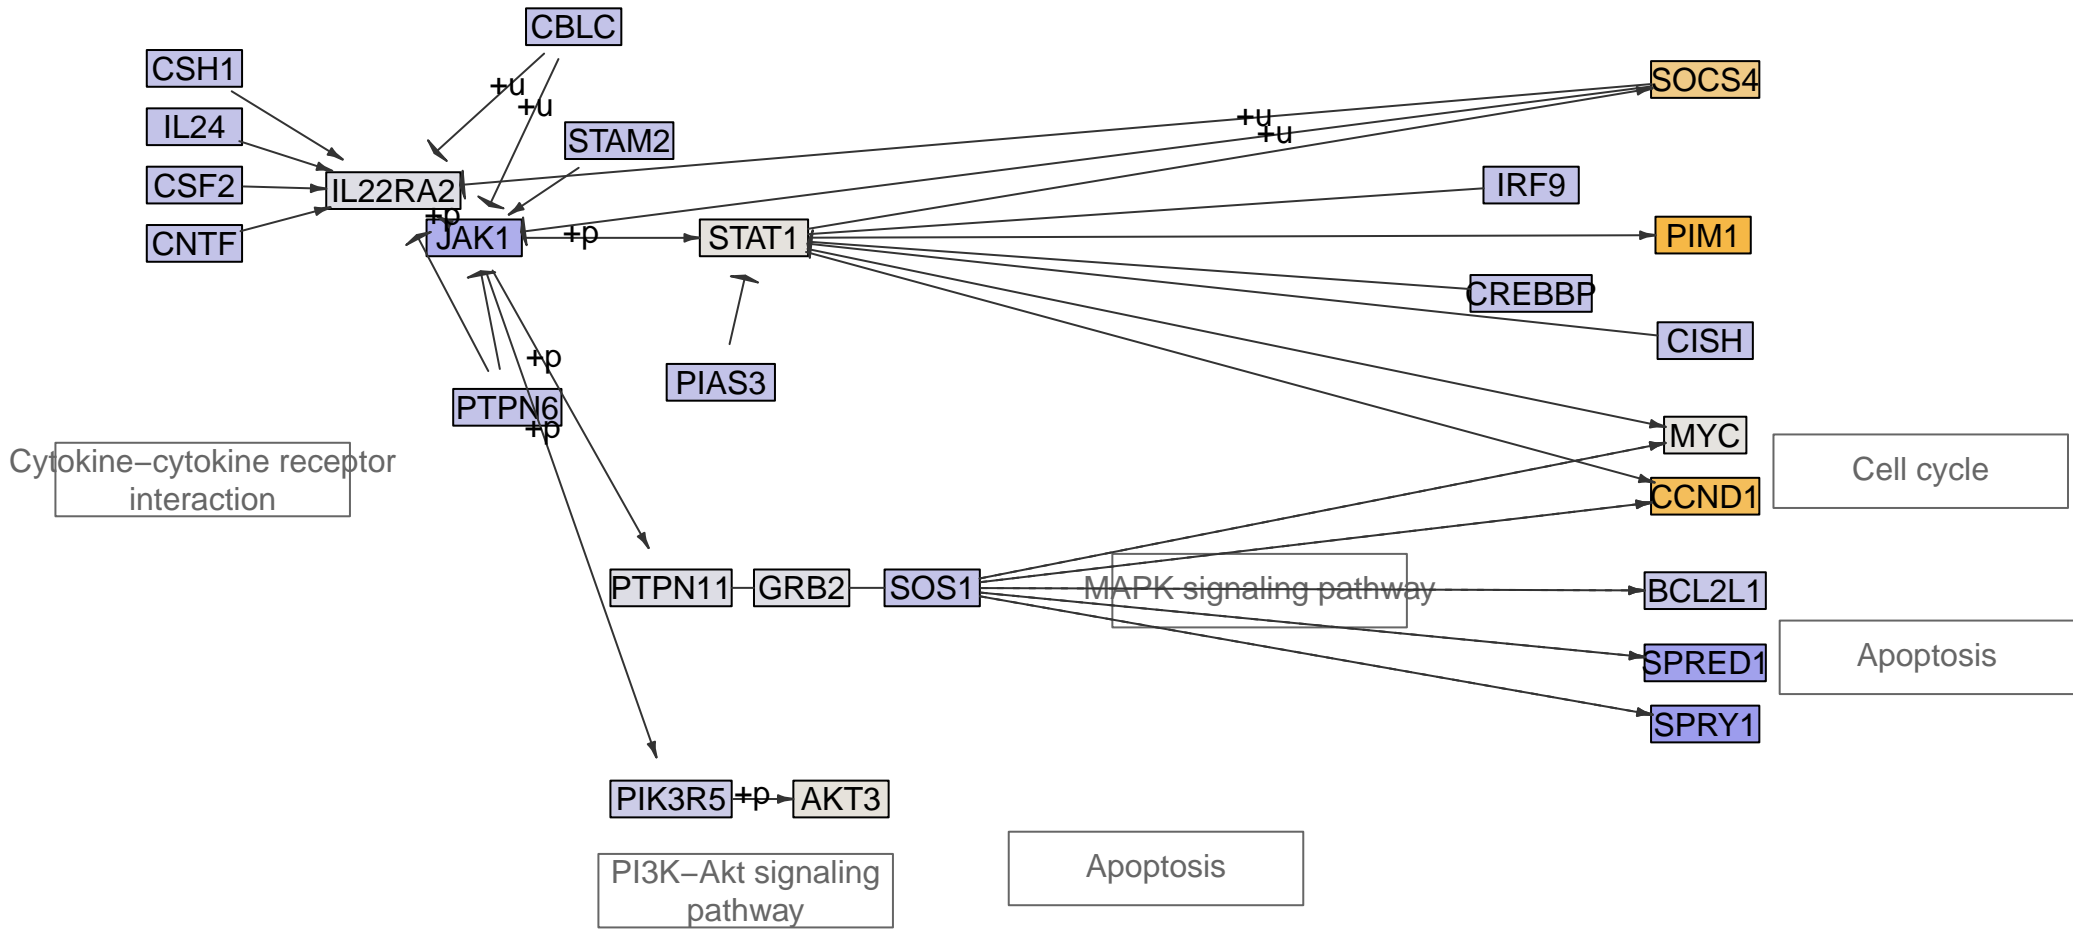 CBLC
CSH1
SOCS4
+u
+u
+u
+u
IL24
STAM2
CSF2
IL22RA2
IRF9
+p
CNTF
JAK1
+p
STAT1
PIM1
CREBBP
CISH
+p
PIAS3
PTPN6
+p
MYC
Cytokine−cytokine receptor
interaction
Cell cycle
CCND1
PTPN11
GRB2
SOS1
MAPK signaling pathway
BCL2L1
SPRED1
Apoptosis
SPRY1
PIK3R5
+p
AKT3
PI3K−Akt signaling
pathway
Apoptosis